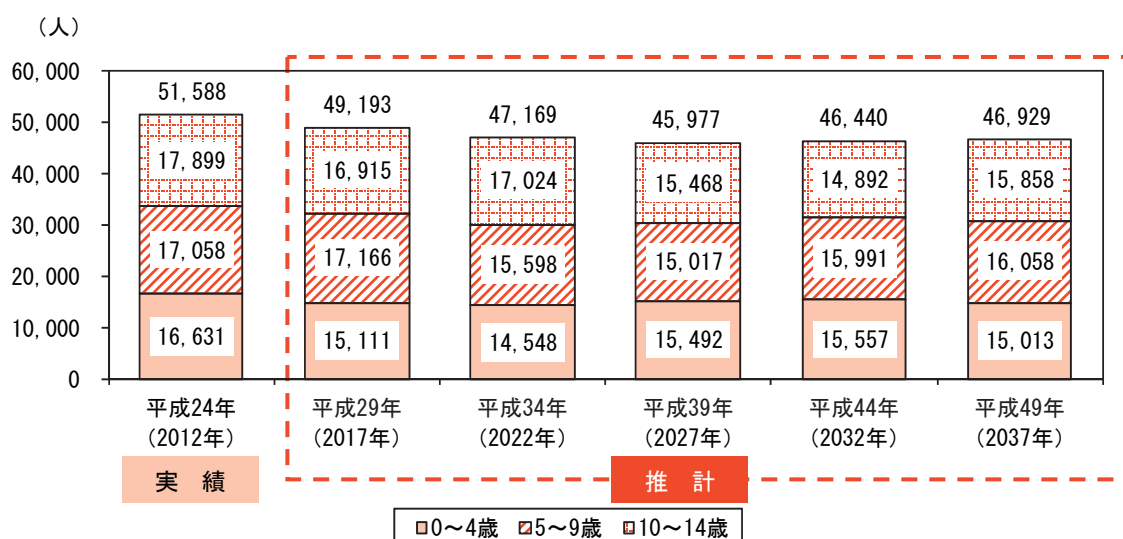 （人）
60,000
50,000
40,000
30,000
20,000
10,000
0
51,588
49,193
47,169
45,977
46,440
46,929
17,899
16,915
17,024
15,468
14,892
15,858
17,058
17,166
15,598
15,017
15,991
16,058
16,631
15,111
14,548
15,492
15,557
15,013
平成24年
（2012年）
平成29年
（2017年）
平成34年
（2022年）
平成39年
（2027年）
平成44年
（2032年）
平成49年
（2037年）
実　績
推　計
0～4歳 5～9歳 10～14歳